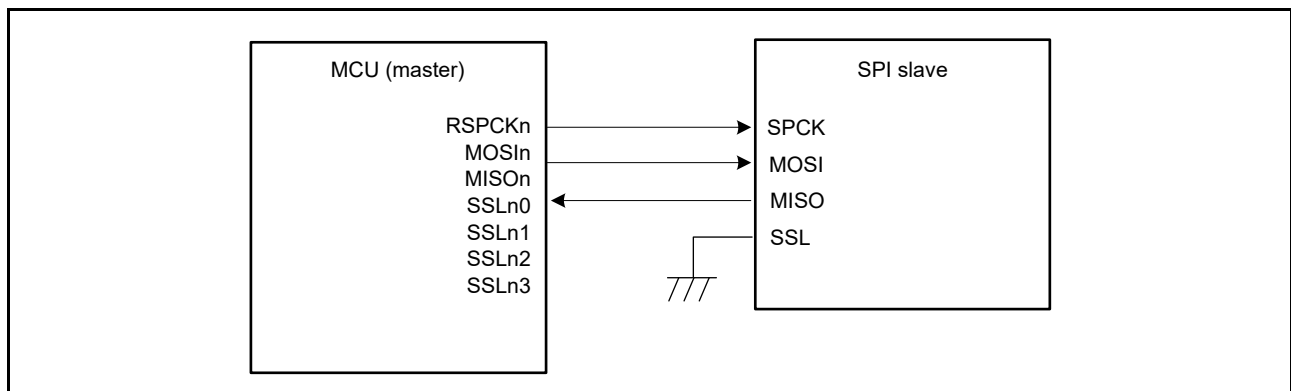 MCU (master)
RSPCKn
MOSIn
MISOn
SSLn0
SSLn1
SSLn2
SSLn3
SPI slave
SPCK
MOSI
MISO
SSL